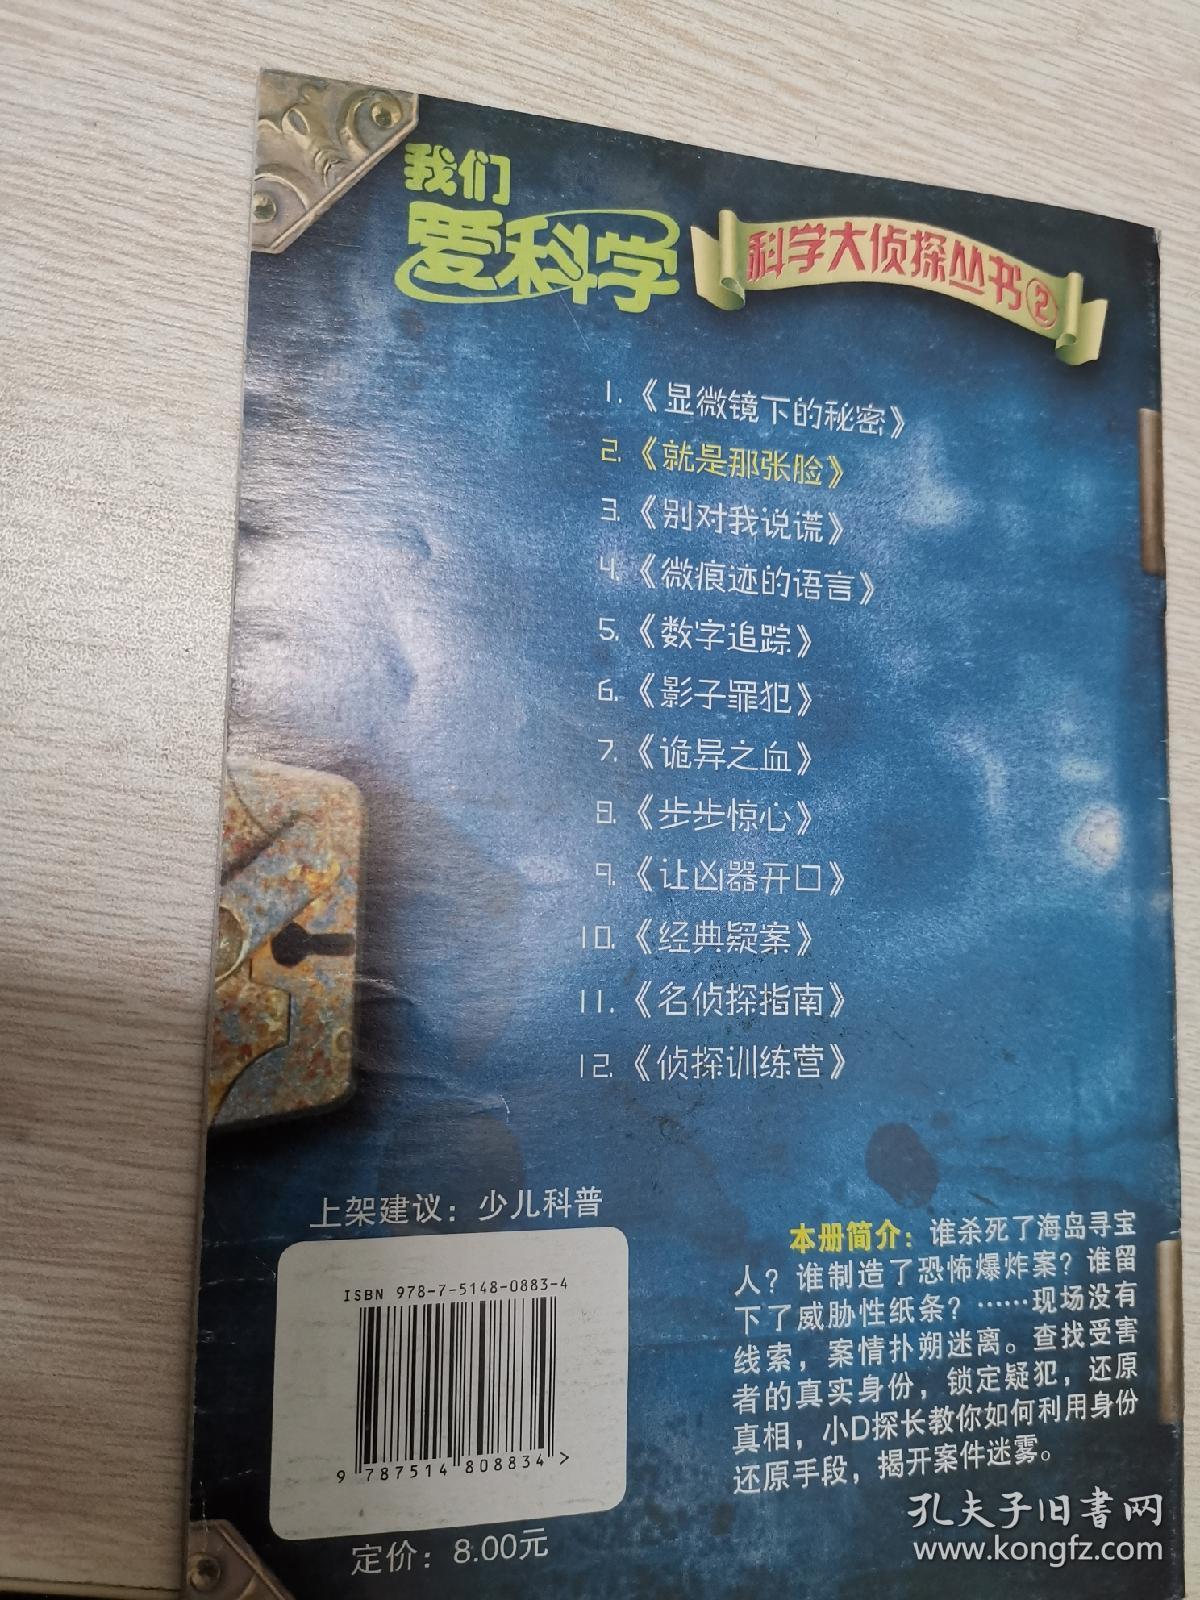 我们
爱科学
科学大侦探丛书②
1.《显微镜下的秘密》
2.《就是那张脸》
3.《别对我说谎》
4.《微痕迹的语言》
5.《数字追踪》
6.《影子罪犯》
7.《诡异之血》
8.《步步惊心》
9.《让凶器开口》
10.《经典疑案》
11.《名侦探指南》
12.《侦探训练营》
上架建议：少儿科普
ISBN 978-7-5148-0883-4
9 787514 808834 >
定价：8.00元
本册简介：谁杀死了海岛寻宝
人？谁制造了恐怖爆炸案？谁留
下了威胁性纸条？……现场没有
线索，案情扑朔迷离。查找受害
者的真实身份，锁定疑犯，还原
真相，小D探长教你如何利用身份
还原手段，揭开案件迷雾。
孔夫子旧書网
www.kongfz.com